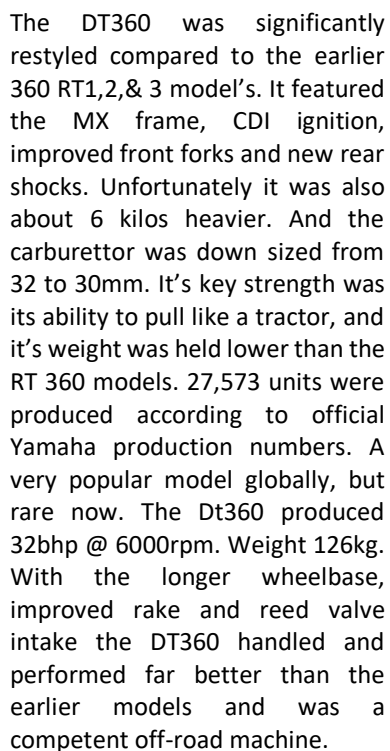 The DT360 was significantly
restyled compared to the earlier
360 RT1,2,& 3 model’s. It featured
the MX frame, CDI ignition,
improved front forks and new rear
shocks. Unfortunately it was also
about 6 kilos heavier. And the
carburettor was down sized from
32 to 30mm. It’s key strength was
its ability to pull like a tractor, and
it’s weight was held lower than the
RT 360 models. 27,573 units were
produced according to official
Yamaha production numbers. A
very popular model globally, but
rare now. The Dt360 produced
32bhp @ 6000rpm. Weight 126kg.
With the longer wheelbase,
improved rake and reed valve
intake the DT360 handled and
performed far better than the
earlier models and was a
competent off-road machine.